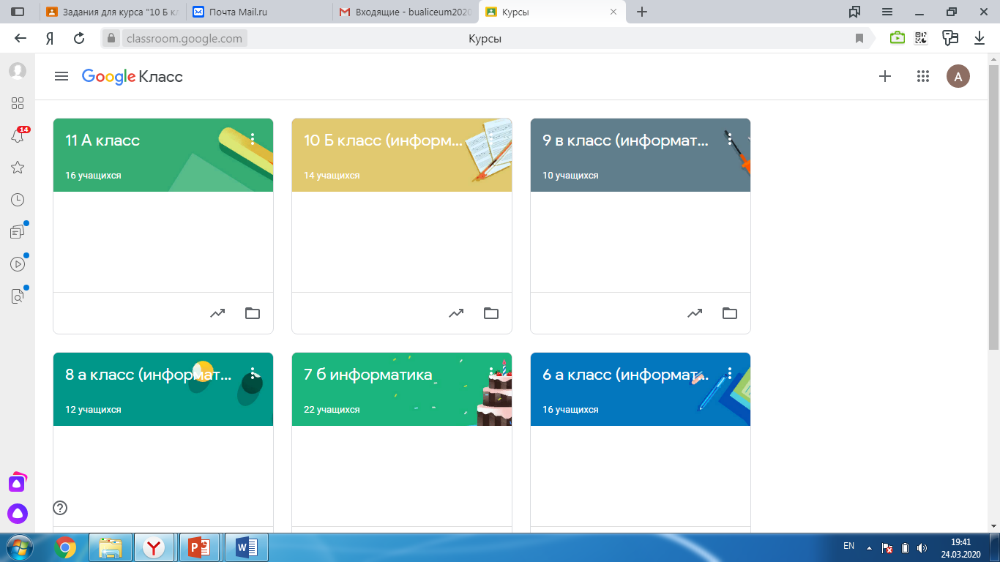 Задания для курса "10 Б кл
Почта Mail.ru
Входящие - bualiceum2020
Курсы
Я
classroom.google.com
Курсы
14
Google Класс
A
11 А класс
16 учащихся
10 Б класс (информ...
14 учащихся
9 в класс (информат...
10 учащихся
8 а класс (информат...
12 учащихся
7 б информатика
22 учащихся
6 а класс (информат...
16 учащихся
EN
19:41
24.03.2020